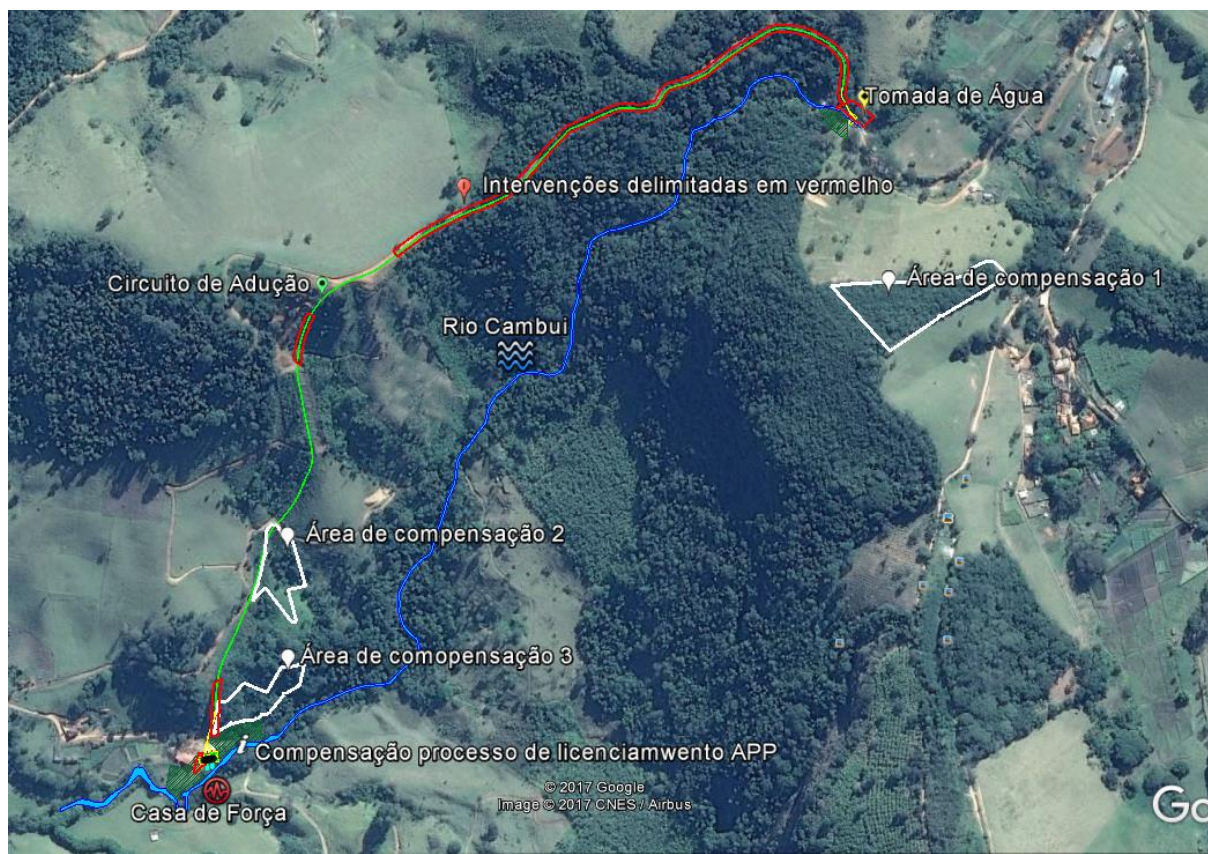 Tomada de Água
Intervenções delimitadas em vermelho
Circuito de Adução
Área de compensação 1
Rio Cambui
Área de compensação 2
Área de comopensação 3
Compensação processo de licenciamwento APP
Casa de Força
© 2017 Google
Image © 2017 CNES / Airbus
Go